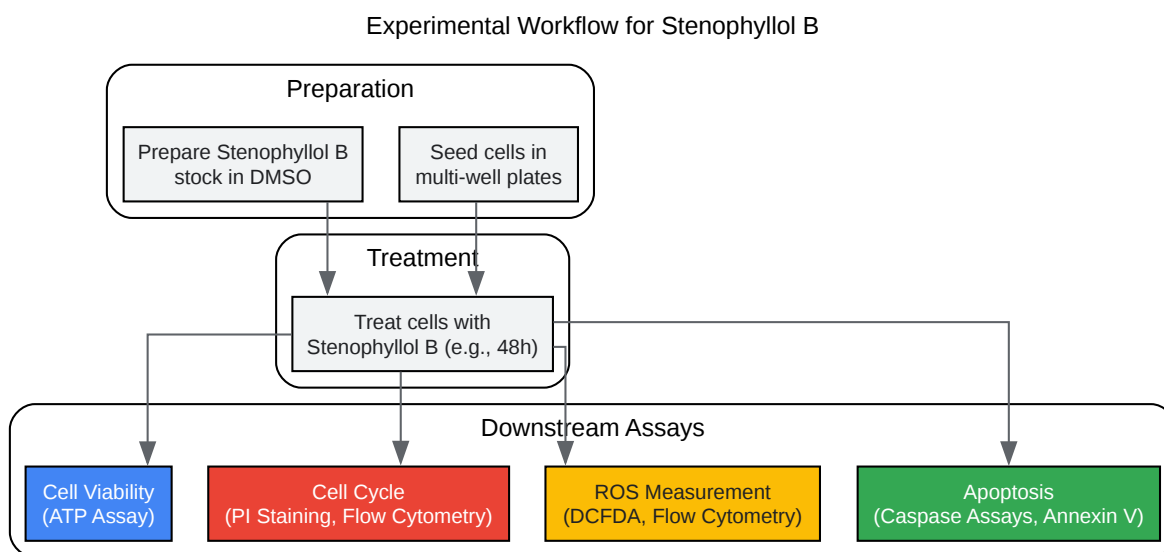 Experimental Workflow for Stenophyllol B
Preparation
Prepare Stenophyllol B
stock in DMSO
Seed cells in
multi-well plates
Treatment
Treat cells with
Stenophyllol B (e.g., 48h)
Downstream Assays
Cell Viability
(ATP Assay)
Cell Cycle
(PI Staining, Flow Cytometry)
ROS Measurement
(DCFDA, Flow Cytometry)
Apoptosis
(Caspase Assays, Annexin V)